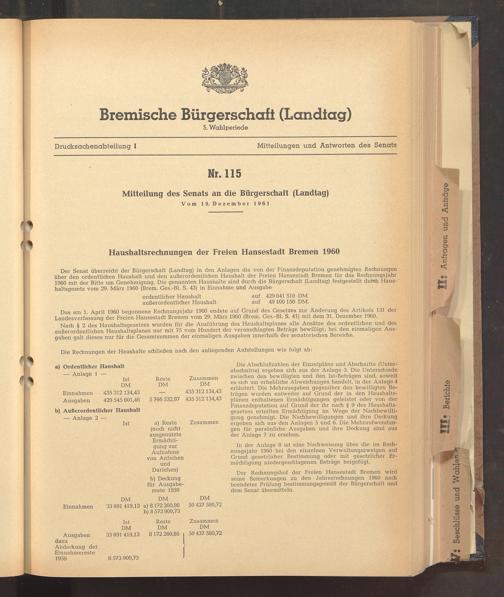 Bremische Bürgerschaft (Landtag)
5. Wahlperiode
Drucksachenabteilung I Mitteilungen und Antworten des Senats
Nr. 115
Mitteilung des Senats an die Bürgerschaft (Landtag)
Vom 19. Dezember 1961
Haushaltsrechnungen der Freien Hansestadt Bremen 1960
Der Senat überreicht der Bürgerschaft (Landtag) in den Anlagen die von der Finanzdeputation genehmigten Rechnungen
über den ordentlichen Haushalt und den außerordentlichen Haushalt der Freien Hansestadt Bremen für das Rechnungsjahr
1960 mit der Bitte um Genehmigung. Die genannten Haushalte sind durch die Bürgerschaft (Landtag) festgestellt durch Haus-
haltsgesetz vom 29. März 1960 (Brem. Ges.-Bl. S. 43) in Einnahme und Ausgabe
ordentlicher Haushalt auf 429 041 510 DM
außerordentlicher Haushalt auf 49 106 150 DM.
Das am 1. April 1960 begonnene Rechnungsjahr 1960 endete auf Grund des Gesetzes zur Änderung des Artikels 131 der
Landesverfassung der Freien Hansestadt Bremen vom 29. März 1960 (Brem. Ges.-Bl. S. 41) mit dem 31. Dezember 1960.
Nach § 2 des Haushaltsgesetzes wurden für die Ausführung des Haushaltsplanes alle Ansätze des ordentlichen und des
außerordentlichen Haushaltsplanes nur mit 75 vom Hundert der veranschlagten Beträge bewilligt; bei den einmaligen Aus-
gaben galt dieses nur für die Gesamtsummen der einmaligen Ausgaben innerhalb der senatorischen Bereiche.
Die Rechnungen der Haushalte schließen nach den anliegenden Aufstellungen wie folgt ab:
a) Ordentlicher Haushalt
— Anlage 1 —
Ist Reste Zusammen
DM DM DM
Einnahmen 435 312 134,43 435 312 134,43
Ausgaben 429 545 801,46 5 766 332,97 435 312 134,43
b) Außerordentlicher Haushalt
— Anlage 2 —
Ist a) Reste Zusammen
(noch nicht
ausgenutzte
Ermächti-
gung zur
Aufnahme
von Anleihen
und
Darlehen)
b) Deckung
für Ausgabe-
reste 1959
DM DM DM
Einnahmen 33 691 419,13 a) 8 172 260,86 50 437 580,72
b) 8 573 900,73
Ist Reste Zusammen
DM DM DM
Ausgaben 33 691 419,13 8 172 260,86 50 437 580,72
dazu
Abdeckung der
Einnahmereste
1959 8 573 900,73
Die Abschlußzahlen der Einzelpläne und Abschnitte (Unter-
abschnitte) ergeben sich aus der Anlage 3. Die Unterschiede
zwischen den bewilligten und den Ist-Beträgen sind, soweit
es sich um erhebliche Abweichungen handelt, in der Anlage 4
erläutert. Die Mehrausgaben gegenüber den bewilligten Be-
trägen wurden entweder auf Grund der in den Haushalts-
plänen enthaltenen Ermächtigungen geleistet oder von der
Finanzdeputation auf Grund der ihr nach § 9 des Haushalts-
gesetzes erteilten Ermächtigung im Wege der Nachbewilli-
gung genehmigt. Die Nachbewilligungen und ihre Deckung
ergeben sich aus den Anlagen 5 und 6. Die Mehraufwendun-
gen für persönliche Ausgaben und ihre Deckung sind aus
der Anlage 7 zu ersehen.
In der Anlage 8 ist eine Nachweisung über die im Rech-
nungsjahr 1960 bei den einzelnen Verwaltungszweigen auf
Grund gesetzlicher Bestimmung oder mit gesetzlicher Er-
mächtigung niedergeschlagenen Beträge beigefügt.
Der Rechnungshof der Freien Hansestadt Bremen wird
seine Bemerkungen zu den Jahresrechnungen 1960 nach
beendeter Prüfung bestimmungsgemäß der Bürgerschaft und
dem Senat übermitteln.
II: Anfragen und Anträge
III: Berichte
V: Beschlüsse und Wahlen